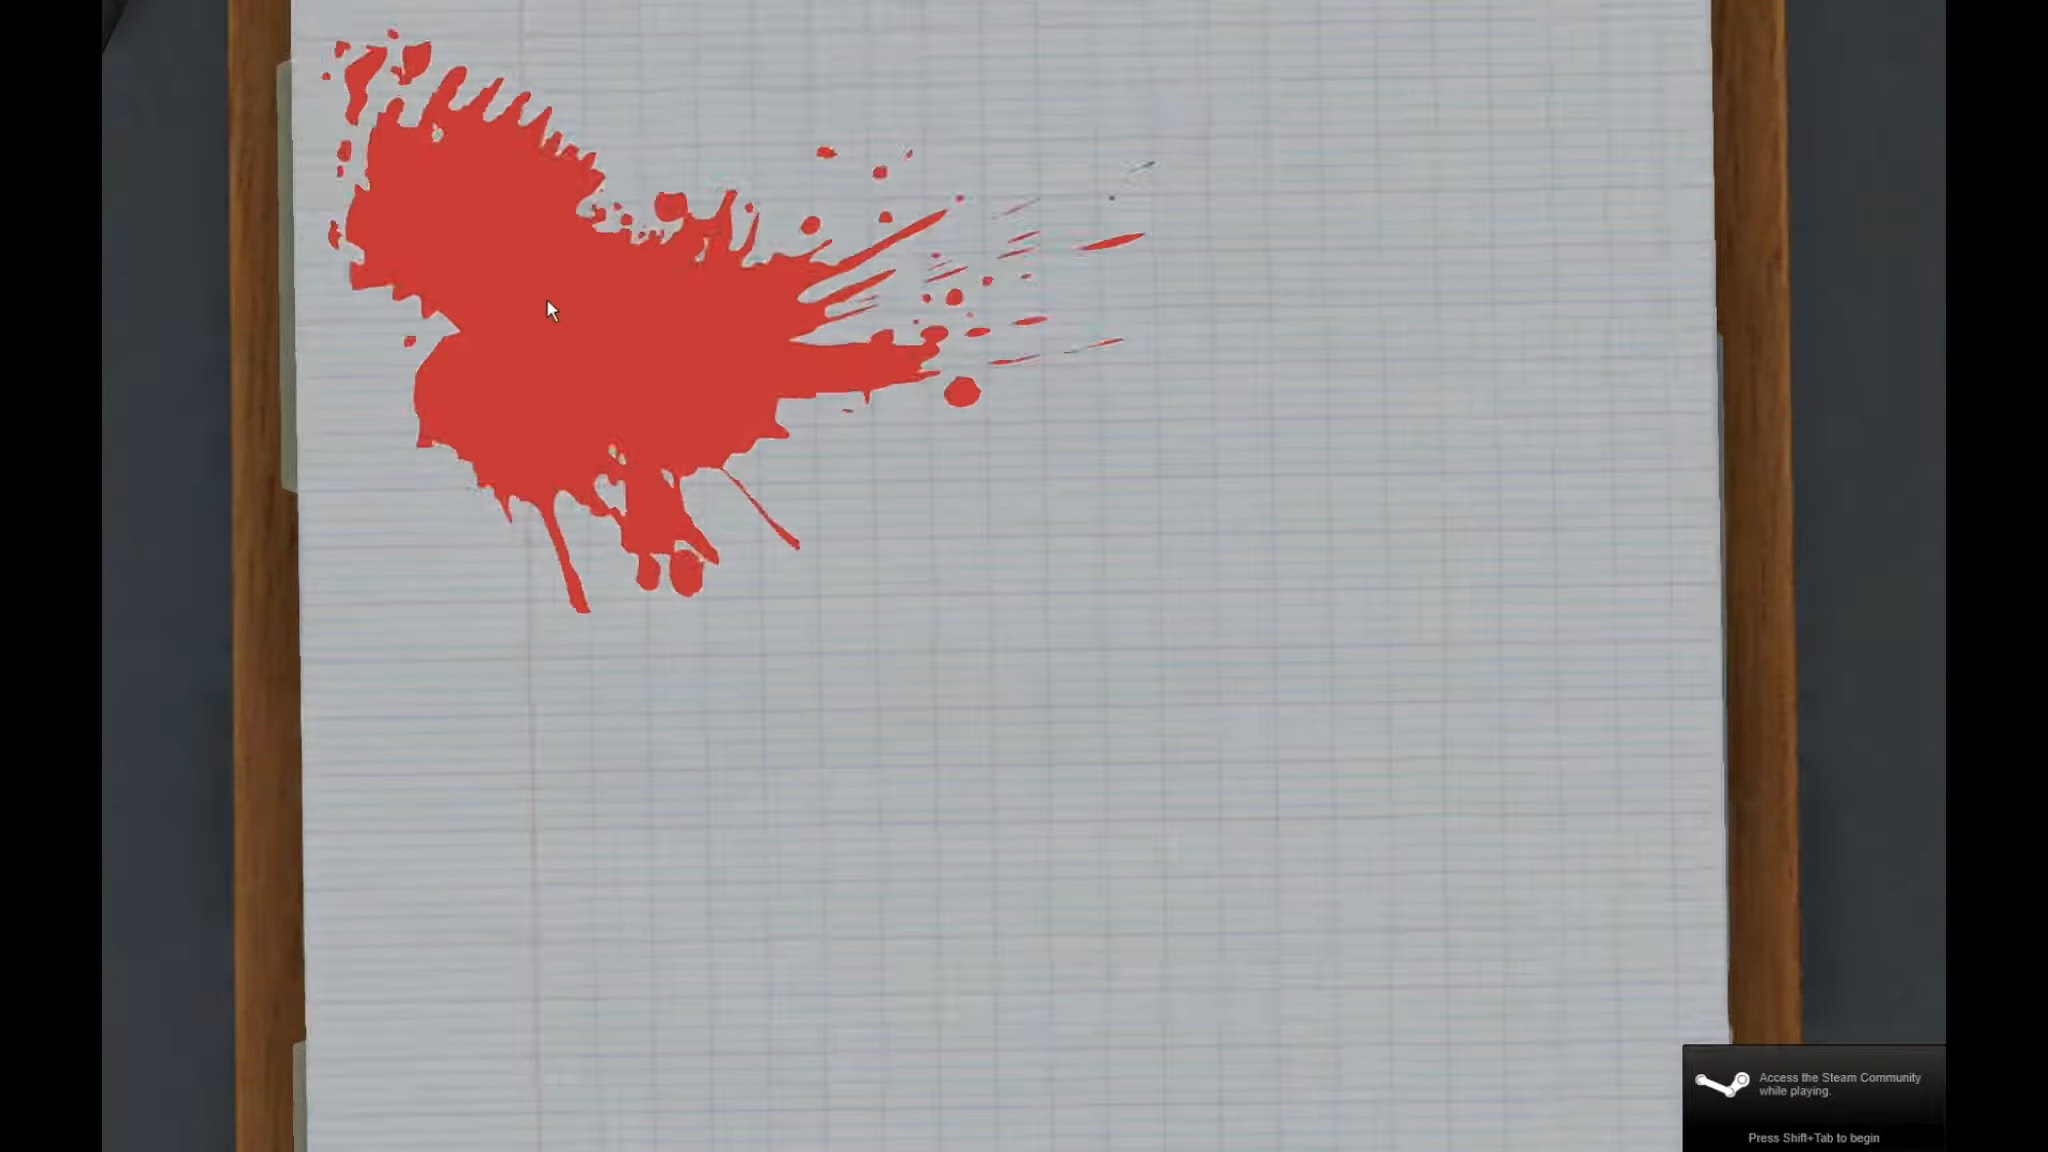 Access the Steam Community
while playing.
Press Shift+Tab to begin